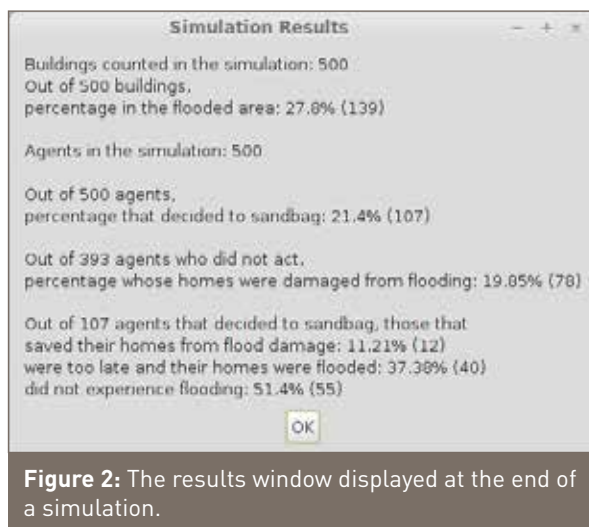 Simulation Results
Buildings counted in the simulation: 500
Out of 500 buildings,
percentage in the flooded area: 27.8% (139)
Agents in the simulation: 500
Out of 500 agents,
percentage that decided to sandbag: 21.4% (107)
Out of 393 agents who did not act,
percentage whose homes were damaged from flooding: 19.85% (78)
Out of 107 agents that decided to sandbag, those that
saved their homes from flood damage: 11.21% (12)
were too late and their homes were flooded: 37.38% (40)
did not experience flooding: 51.4% (55)
OK
Figure 2: The results window displayed at the end of
a simulation.